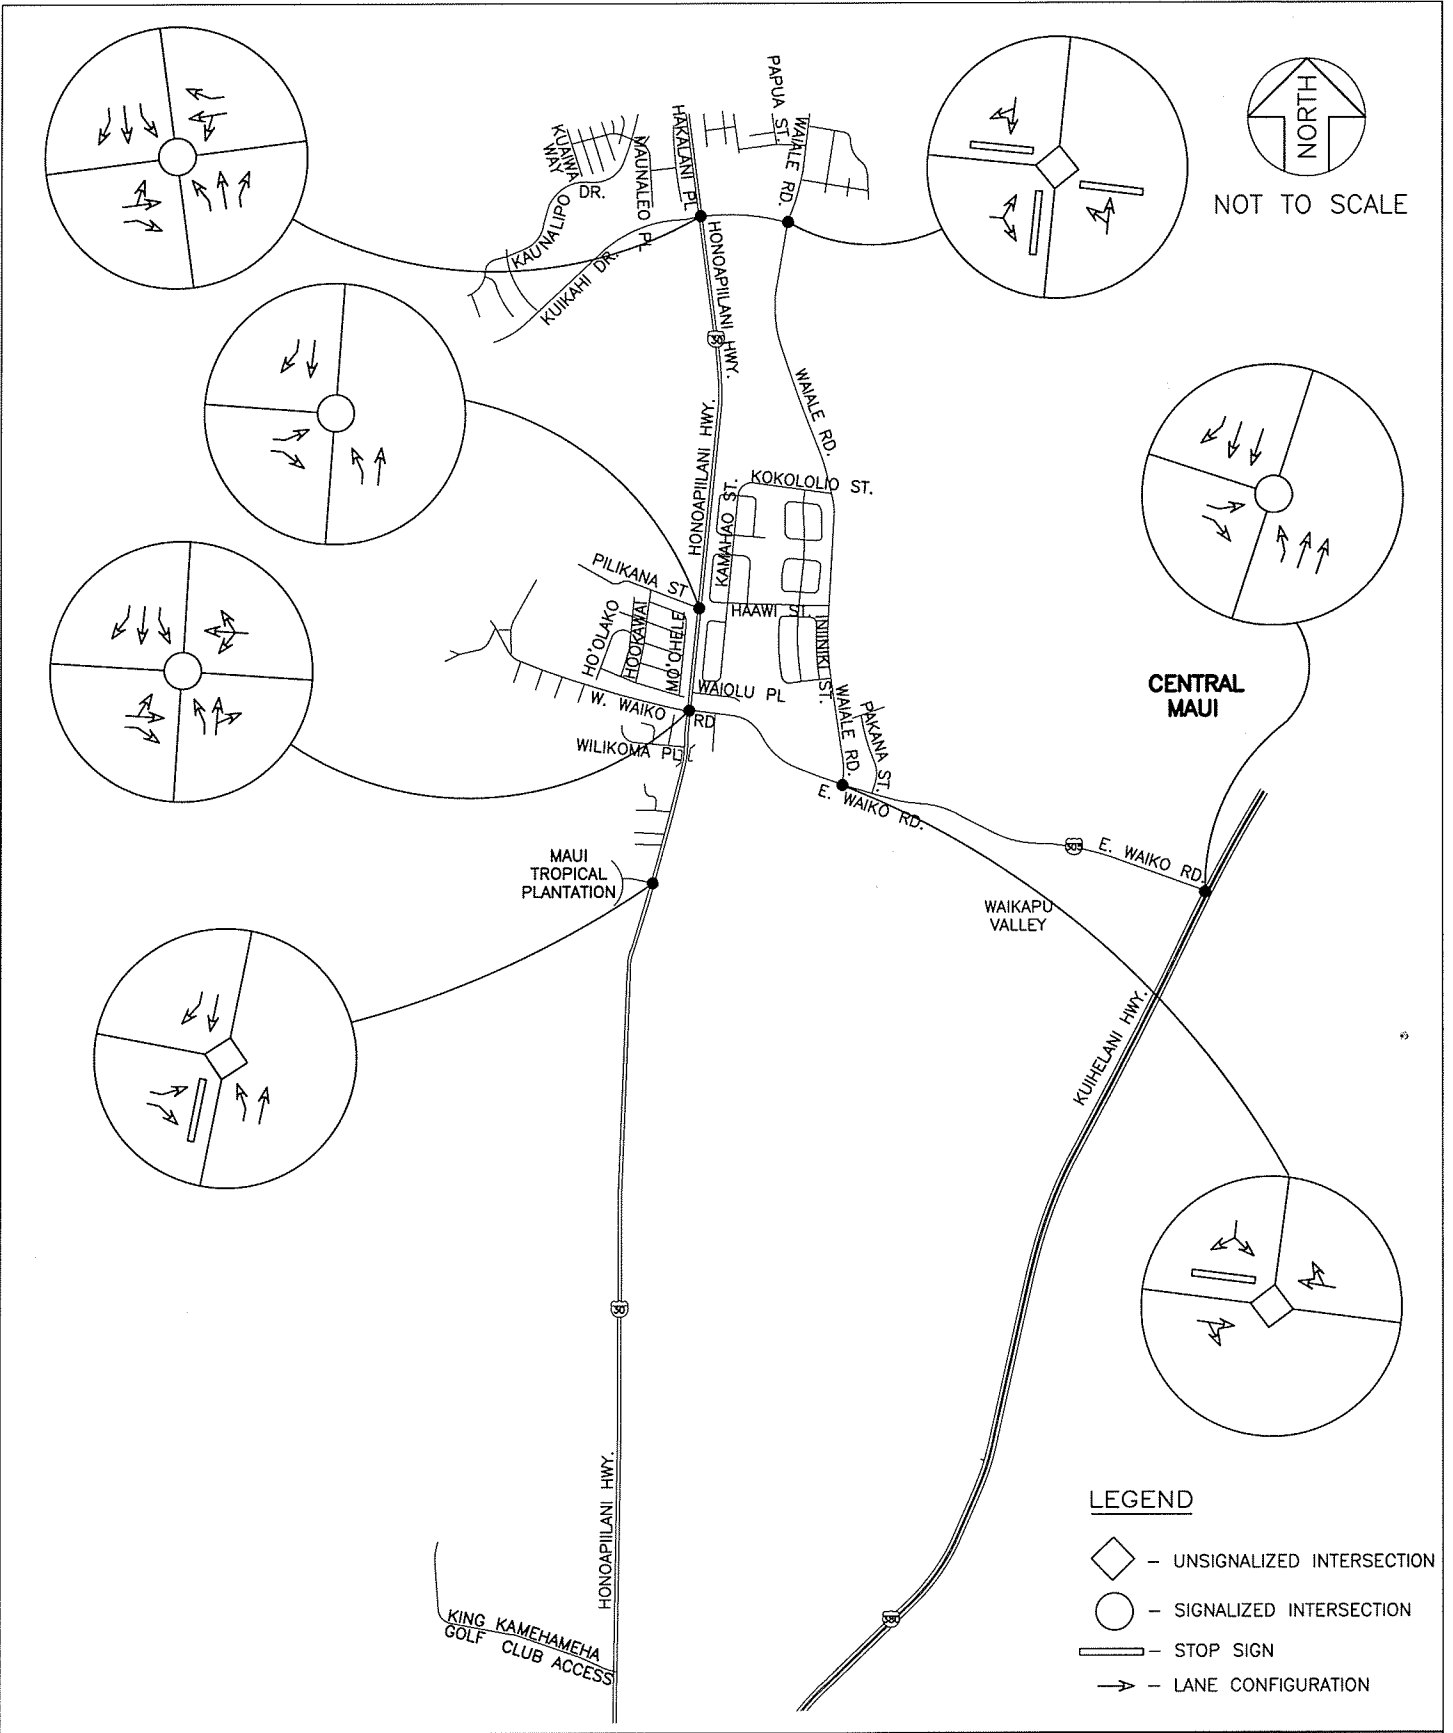 NORTH
NOT TO SCALE
PAPUA ST.
WAIALE RD.
HAKALANI PL
KUAIWA
WAY
MAUNALEO PL
KAUNALIPO DR.
KUIKAHI DR.
HONOAPIILANI HWY.
30
WAIALE RD.
HONOAPIILANI HWY.
KOKOLOLIO ST.
KAMAHAO ST.
PILIKANA ST
HO'OLAKO
HOOKAWAI
MO'OHELE
HAAWI ST.
INIINIKI ST.
WAIOLU PL
W. WAIKO RD
WILIKOMA PL
WAIALE RD.
PAKANA ST.
E. WAIKO RD.
CENTRAL
MAUI
305
E. WAIKO RD.
MAUI
TROPICAL
PLANTATION
WAIKAPU
VALLEY
KUIHELANI HWY.
30
HONOAPIILANI HWY.
KING KAMEHAMEHA
GOLF CLUB ACCESS
380
LEGEND
– UNSIGNALIZED INTERSECTION
– SIGNALIZED INTERSECTION
– STOP SIGN
– LANE CONFIGURATION